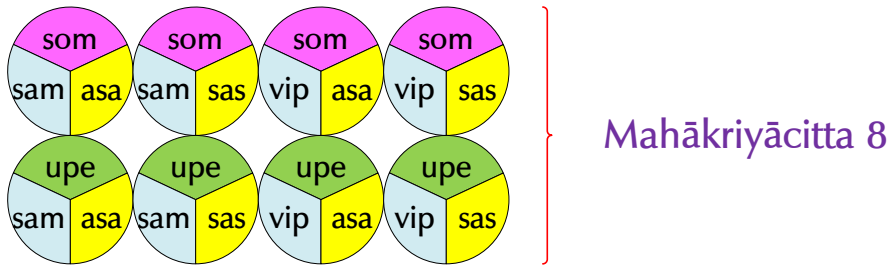 som som som som
sam asa sam sas vip asa vip sas
Mahākriyācitta 8
upe upe upe upe
sam asa sam sas vip asa vip sas